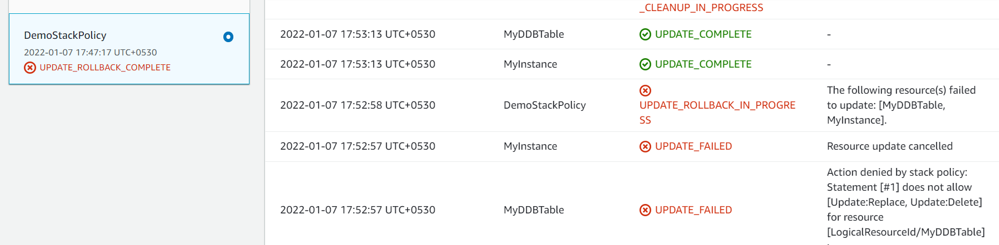 DemoStackPolicy
2022-01-07 17:47:17 UTC+0530
UPDATE_ROLLBACK_COMPLETE
_CLEANUP_IN_PROGRESS
2022-01-07 17:53:13 UTC+0530 MyDDBTable UPDATE_COMPLETE -
2022-01-07 17:53:13 UTC+0530 MyInstance UPDATE_COMPLETE -
2022-01-07 17:52:58 UTC+0530 DemoStackPolicy
UPDATE_ROLLBACK_IN_PROGRE
SS
The following resource(s) failed
to update: [MyDDBTable,
MyInstance].
2022-01-07 17:52:57 UTC+0530 MyInstance UPDATE_FAILED Resource update cancelled
2022-01-07 17:52:57 UTC+0530 MyDDBTable UPDATE_FAILED
Action denied by stack policy:
Statement [#1] does not allow
[Update:Replace, Update:Delete]
for resource
[LogicalResourceId/MyDDBTable]